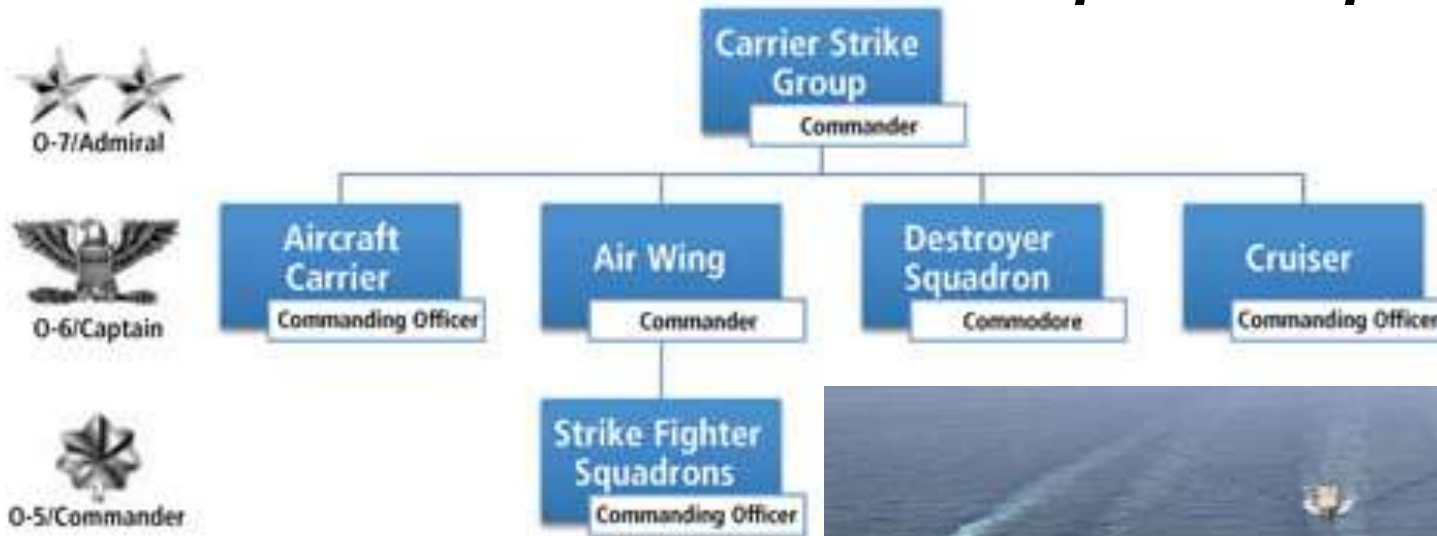 Carrier Strike
Group
Commander
O-7/Admiral
Aircraft
Carrier
Commanding Officer
Air Wing
Commander
Destroyer
Squadron
Commodore
Cruiser
Commanding Officer
O-6/Captain
Strike Fighter
Squadrons
Commanding Officer
O-5/Commander